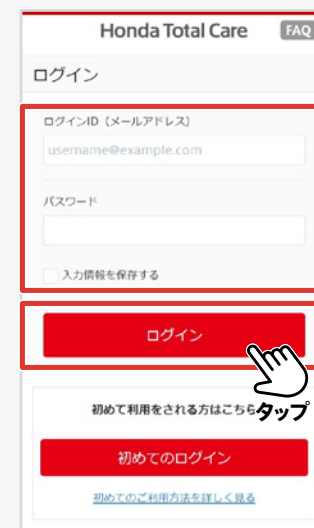 Honda Total Care FAQ
ログイン
ログインID（メールアドレス）
username@example.com
パスワード
入力情報を保存する
ログイン
タップ
初めて利用をされる方はこちら
初めてのログイン
初めてのご利用方法を詳しく見る